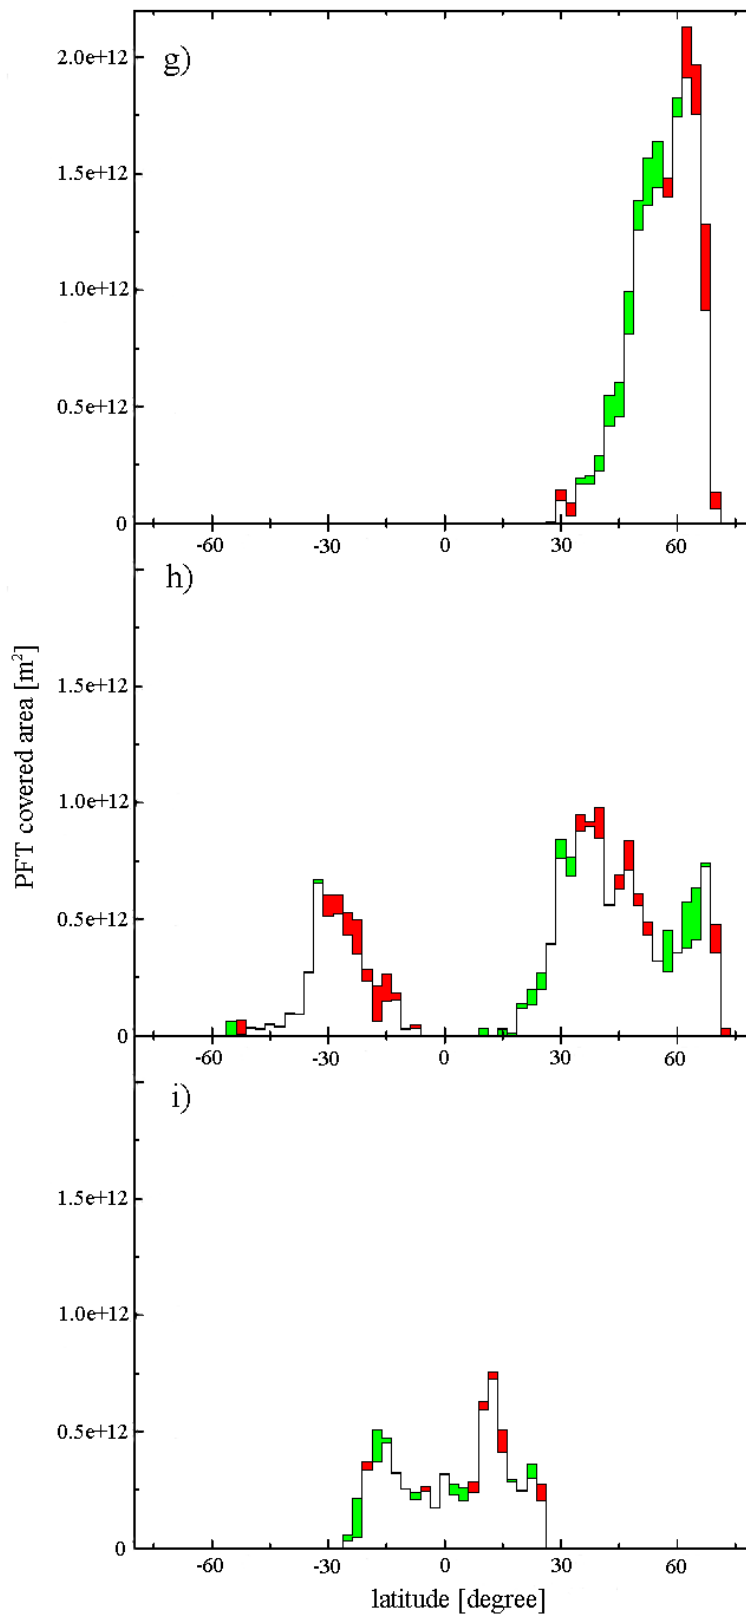 g)
2.0e+12
1.5e+12
1.0e+12
0.5e+12
0
-60 -30 0 30 60
h)
1.5e+12
1.0e+12
0.5e+12
0
-60 -30 0 30 60
PFT covered area [m²]
i)
1.5e+12
1.0e+12
0.5e+12
0
-60 -30 0 30 60
latitude [degree]